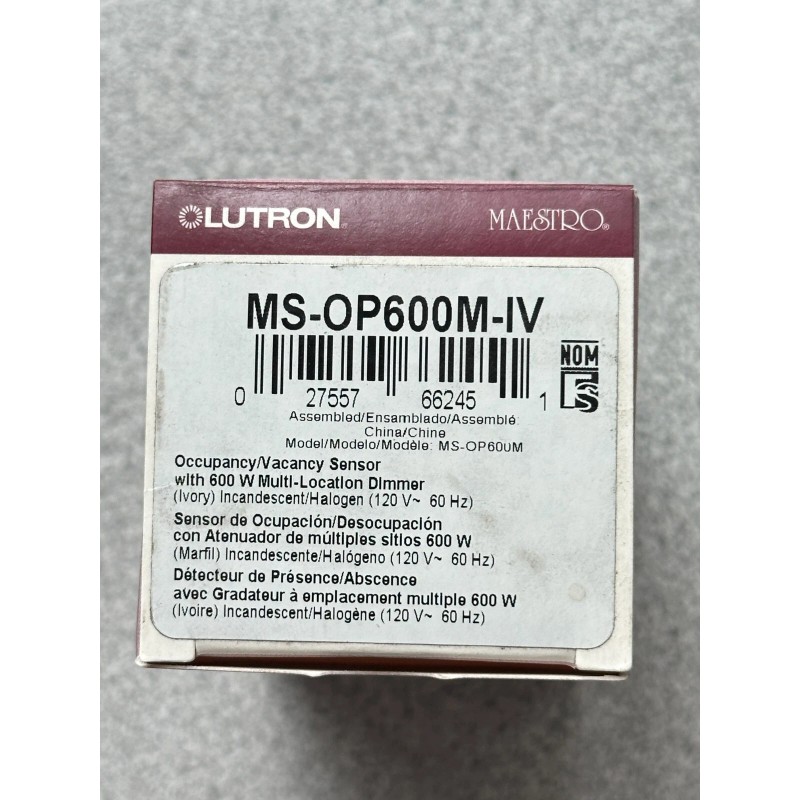 LUTRON MAESTRO®
MS-OP600M-IV
NOM
0 27557 66245 1
Assembled/Ensamblado/Assemblé:
China/Chine
Model/Modelo/Modèle: MS-OP600M
Occupancy/Vacancy Sensor
with 600 W Multi-Location Dimmer
(Ivory) Incandescent/Halogen (120 V~ 60 Hz)
Sensor de Ocupación/Desocupación
con Atenuador de múltiples sitios 600 W
(Marfil) Incandescente/Halógeno (120 V~ 60 Hz)
Détecteur de Présence/Abscence
avec Gradateur à emplacement multiple 600 W
(Ivoire) Incandescent/Halogène (120 V~ 60 Hz)